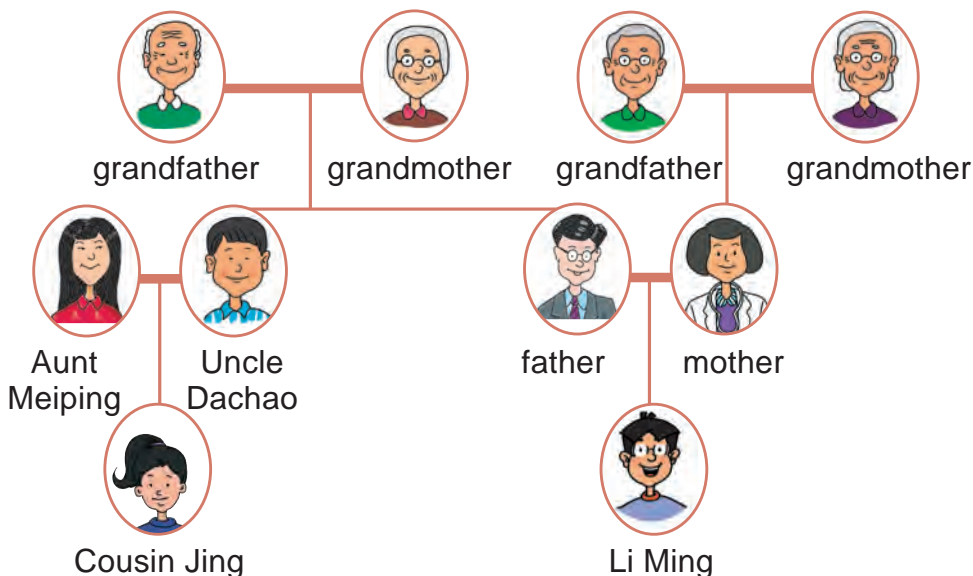 grandfather
grandmother
grandfather
grandmother
Aunt
Meiping
Uncle
Dachao
father
mother
Cousin Jing
Li Ming